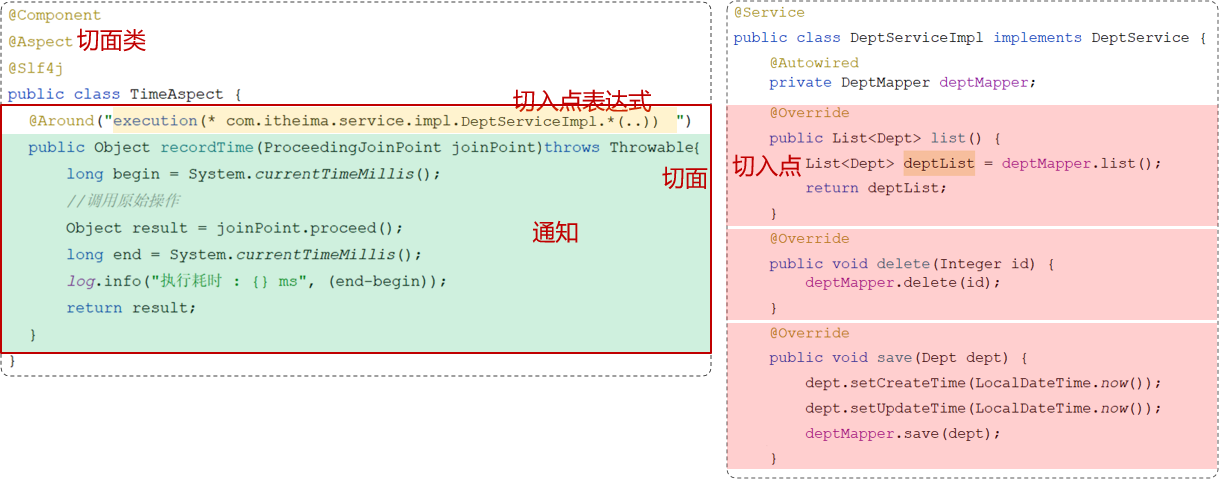 @Component
@Aspect 切面类
@Slf4j
public class TimeAspect {
切入点表达式
@Around("execution(* com.itheima.service.impl.DeptServiceImpl.*(..)) ")
public Object recordTime(ProceedingJoinPoint joinPoint)throws Throwable{
long begin = System.currentTimeMillis();
切面
//调用原始操作
Object result = joinPoint.proceed();
通知
long end = System.currentTimeMillis();
log.info("执行耗时 : {} ms", (end-begin));
return result;
}
}
@Service
public class DeptServiceImpl implements DeptService {
@Autowired
private DeptMapper deptMapper;
@Override
public List<Dept> list() {
切入点
List<Dept> deptList = deptMapper.list();
return deptList;
}
@Override
public void delete(Integer id) {
deptMapper.delete(id);
}
@Override
public void save(Dept dept) {
dept.setCreateTime(LocalDateTime.now());
dept.setUpdateTime(LocalDateTime.now());
deptMapper.save(dept);
}